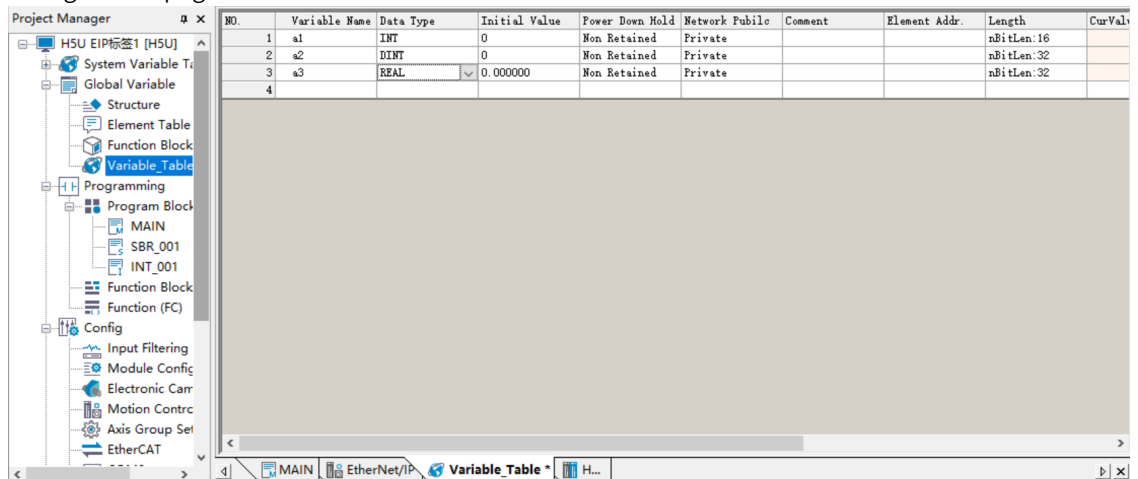 Project Manager
H5U EIP标签1 [H5U]
System Variable Ta
Global Variable
Structure
Element Table
Function Block
Variable_Table
Programming
Program Block
MAIN
SBR_001
INT_001
Function Block
Function (FC)
Config
Input Filtering
Module Config
Electronic Cam
Motion Contrc
Axis Group Set
EtherCAT
NO. Variable Name Data Type Initial Value Power Down Hold Network Pubilc Comment Element Addr. Length CurValu
1 a1 INT 0 Non Retained Private nBitLen:16
2 a2 DINT 0 Non Retained Private nBitLen:32
3 a3 REAL 0.000000 Non Retained Private nBitLen:32
4
MAIN EtherNet/IP Variable_Table * H...